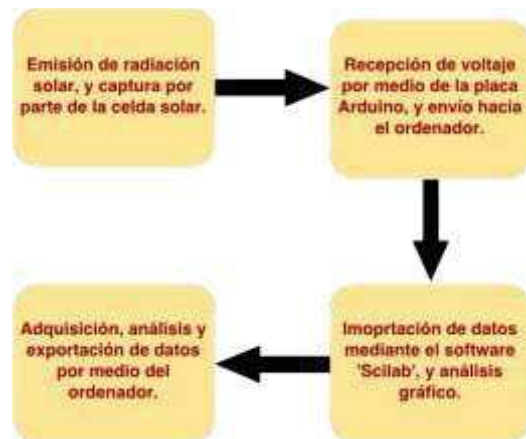 Emisión de radiación
solar, y captura por
parte de la celda solar.
Recepción de voltaje
por medio de la placa
Arduino, y envío hacia
el ordenador.
Imoprtación de datos
mediante el software
'Scilab', y análisis
gráfico.
Adquisición, análisis y
exportación de datos
por medio del
ordenador.